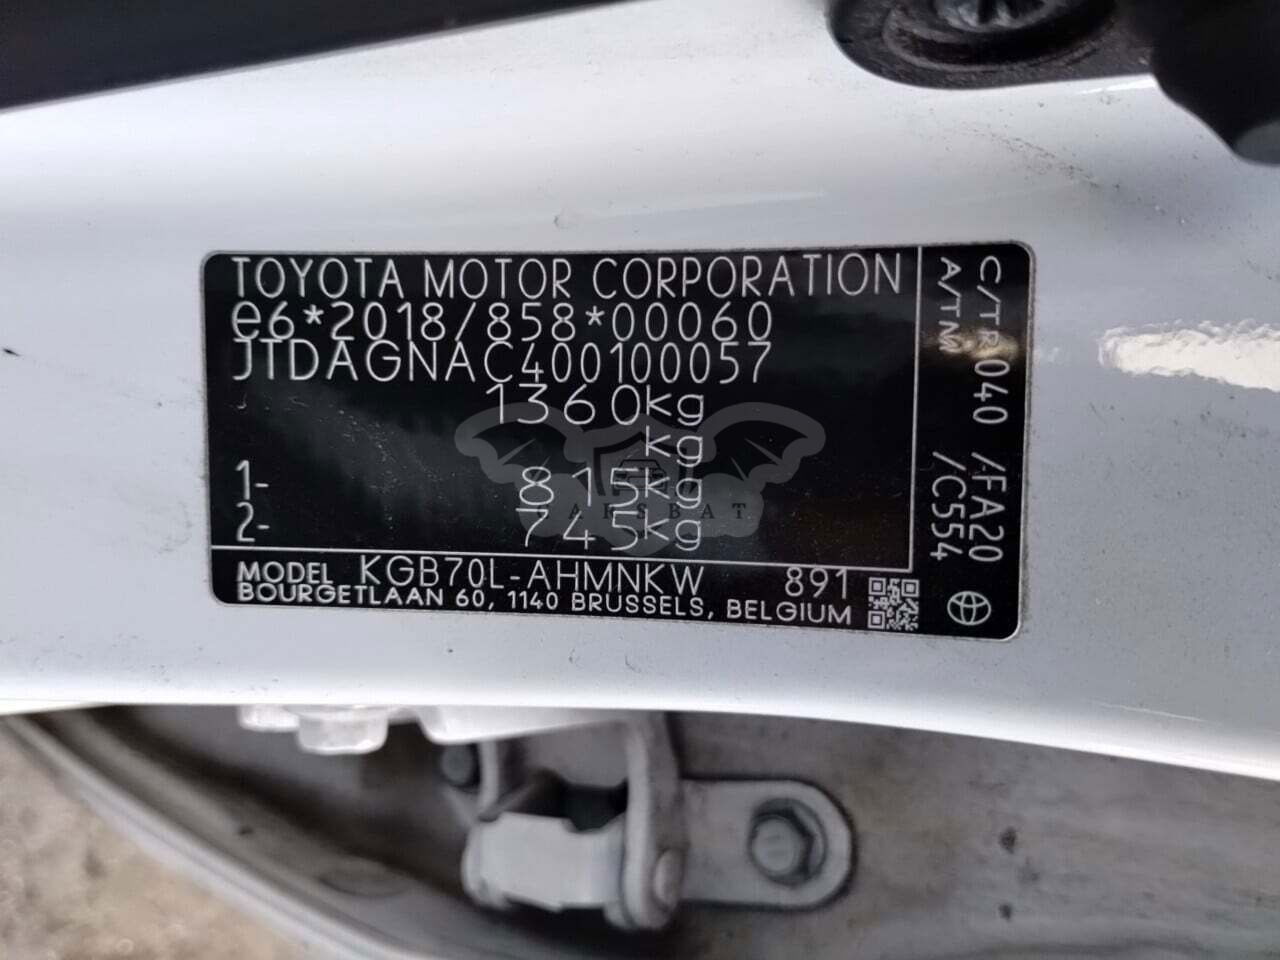 TOYOTA MOTOR CORPORATION
e6*2018/858*00060
JTDAGNAC400100057
1360kg
kg
1- 815kg
2- 745kg
MODEL KGB70L-AHMNKW 891
BOURGETLAAN 60, 1140 BRUSSELS, BELGIUM
C/TR 040 /FA20
A/TM /C554
CARSBAT